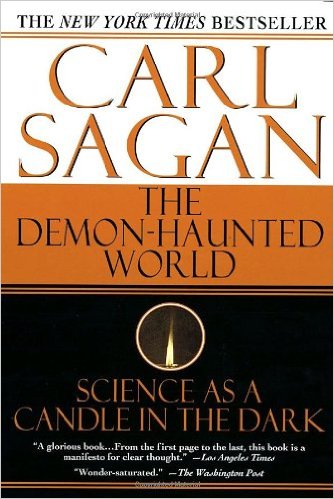 THE NEW YORK TIMES BESTSELLER
CARL
SAGAN
THE
DEMON-HAUNTED
WORLD
SCIENCE AS A
CANDLE IN THE DARK
"A glorious book...From the first page to the last, this book is a
manifesto for clear thought." —Los Angeles Times
"Wonder-saturated." —The Washington Post